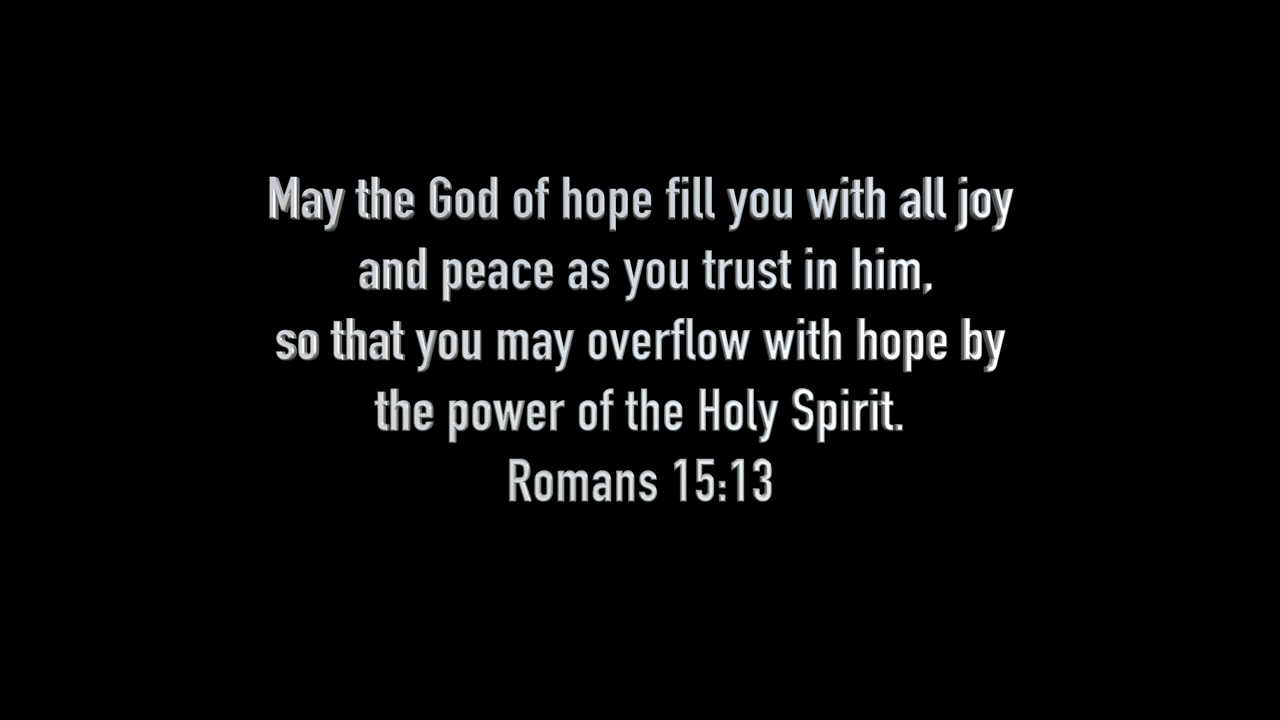 May the God of hope fill you with all joy
and peace as you trust in him,
so that you may overflow with hope by
the power of the Holy Spirit.
Romans 15:13